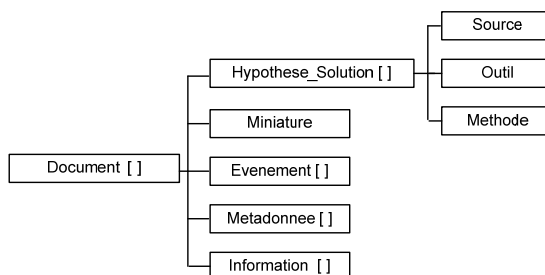 Source
Hypothese_Solution [ ]
Outil
Methode
Miniature
Document [ ]
Evenement [ ]
Metadonnee [ ]
Information [ ]